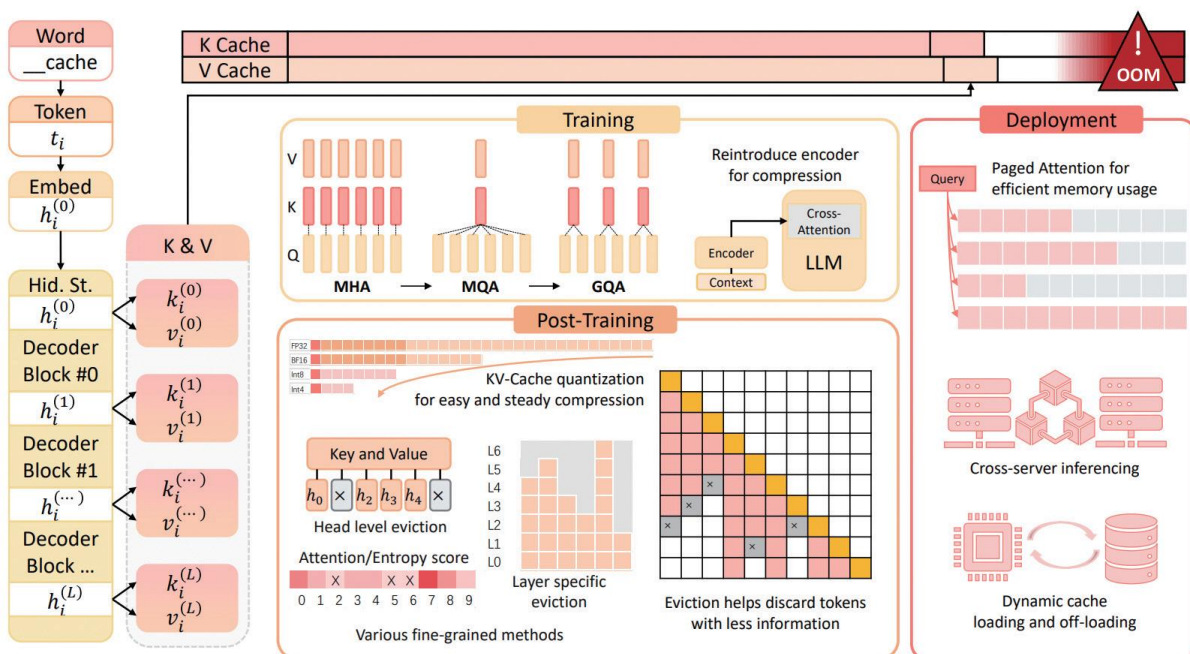 Word
__cache
Token
t_i
Embed
h_i^(0)
Hid. St.
h_i^(0)
Decoder
Block #0
h_i^(1)
Decoder
Block #1
h_i^(...)
Decoder
Block ...
h_i^(L)
K & V
k_i^(0)
v_i^(0)
k_i^(1)
v_i^(1)
k_i^(...)
v_i^(...)
k_i^(L)
v_i^(L)
K Cache
V Cache
!
OOM
Training
V
K
Q
MHA
MQA
GQA
Reintroduce encoder
for compression
Cross-
Attention
LLM
Encoder
Context
Post-Training
FP32
BF16
Int8
Int4
KV-Cache quantization
for easy and steady compression
Key and Value
h_0 × h_2 h_3 h_4 ×
Head level eviction
Attention/Entropy score
X X X
0 1 2 3 4 5 6 7 8 9
Various fine-grained methods
L6
L5
L4
L3
L2
L1
L0
Layer specific
eviction
×
×
× ×
×
Eviction helps discard tokens
with less information
Deployment
Query
Paged Attention for
efficient memory usage
Cross-server inferencing
Dynamic cache
loading and off-loading